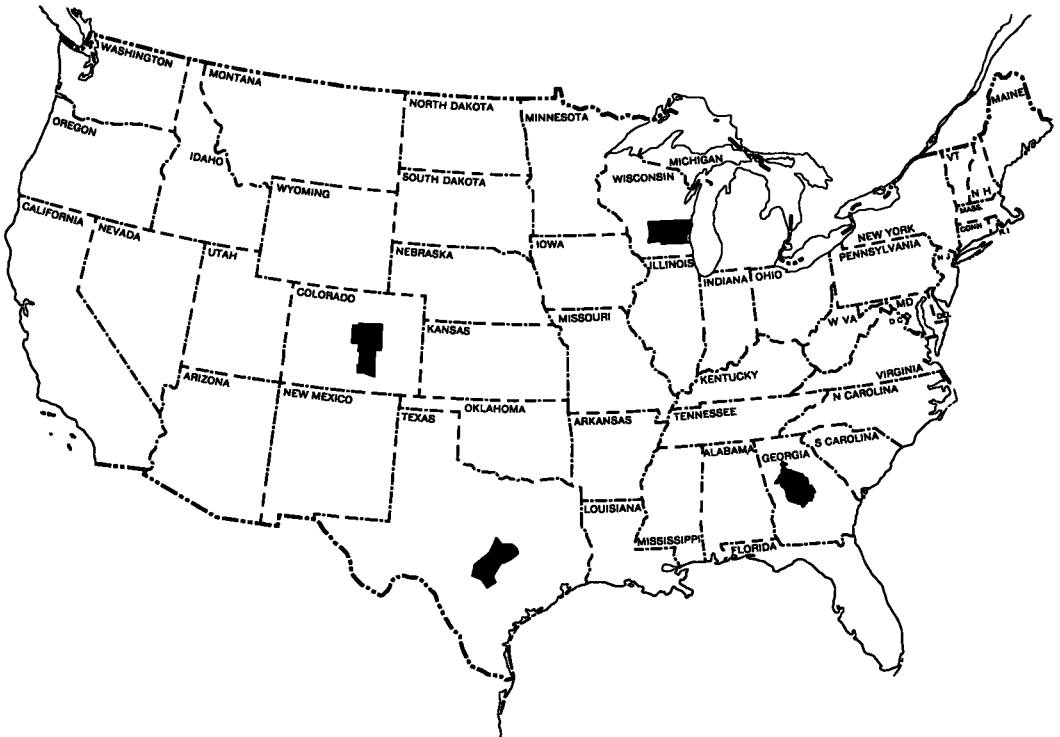 WASHINGTON
MONTANA
NORTH DAKOTA
MINNESOTA
MAINE
OREGON
IDAHO
MICHIGAN
VT
WYOMING
SOUTH DAKOTA
WISCONSIN
N H
CALIFORNIA
NEVADA
MASS
CONN
R I
UTAH
NEBRASKA
IOWA
ILLINOIS
INDIANA
OHIO
NEW YORK
PENNSYLVANIA
N J
COLORADO
KANSAS
MISSOURI
W VA
MD
D C
DEL
ARIZONA
NEW MEXICO
TEXAS
OKLAHOMA
ARKANSAS
KENTUCKY
TENNESSEE
VIRGINIA
N CAROLINA
S CAROLINA
ALABAMA
GEORGIA
LOUISIANA
MISSISSIPPI
FLORIDA